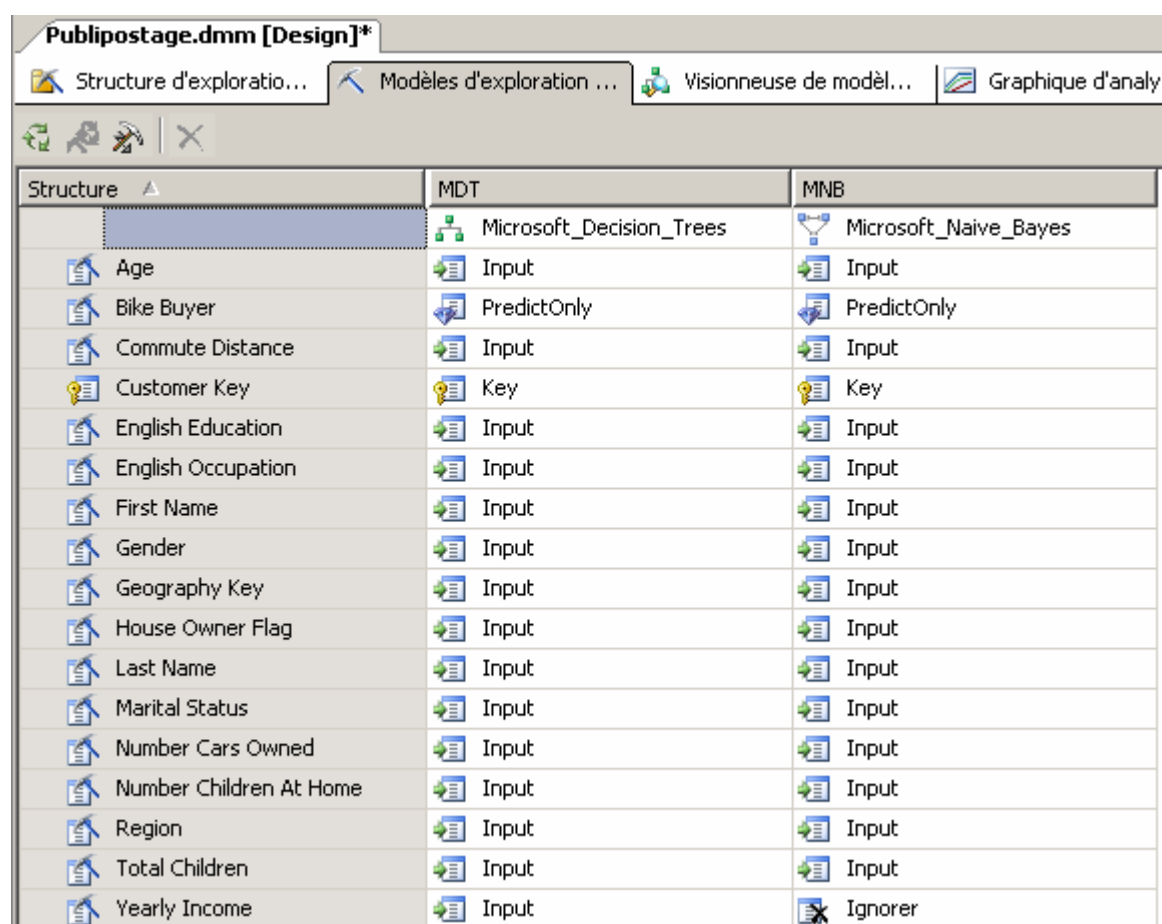 Publipostage.dmm [Design]*
Structure d'exploratio... Modèles d'exploration ... Visionneuse de modèl... Graphique d'analy
Structure MDT MNB
Microsoft_Decision_Trees Microsoft_Naive_Bayes
Age Input Input
Bike Buyer PredictOnly PredictOnly
Commute Distance Input Input
Customer Key Key Key
English Education Input Input
English Occupation Input Input
First Name Input Input
Gender Input Input
Geography Key Input Input
House Owner Flag Input Input
Last Name Input Input
Marital Status Input Input
Number Cars Owned Input Input
Number Children At Home Input Input
Region Input Input
Total Children Input Input
Yearly Income Input Ignorer